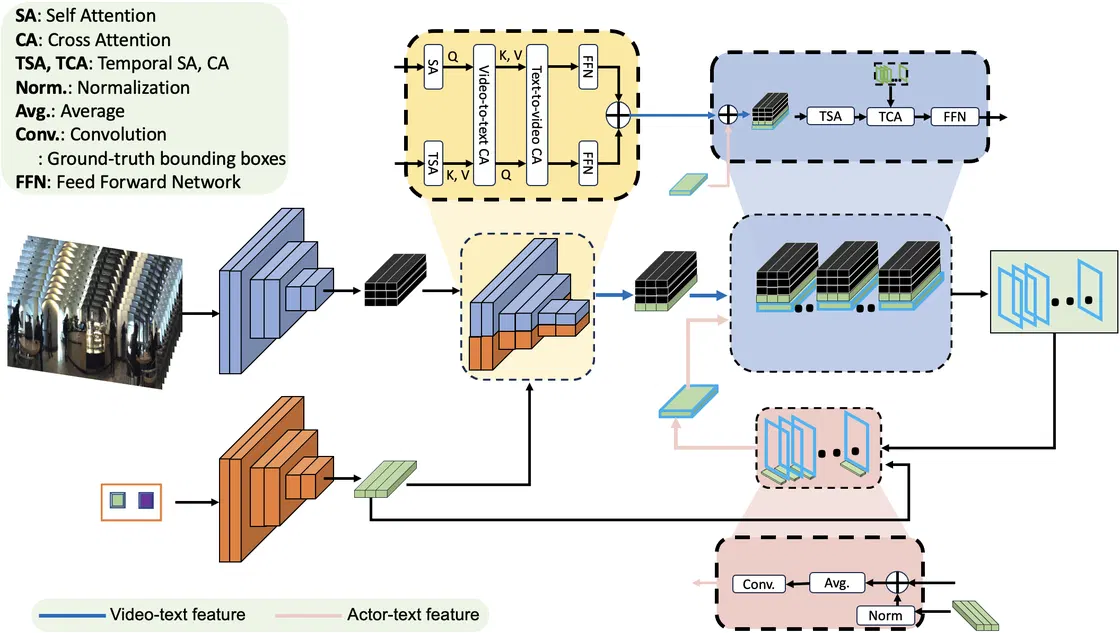 SA: Self Attention
CA: Cross Attention
TSA, TCA: Temporal SA, CA
Norm.: Normalization
Avg.: Average
Conv.: Convolution
: Ground-truth bounding boxes
FFN: Feed Forward Network
SA
Q
Video-to-text CA
K, V
Text-to-video CA
FFN
TSA
K, V
Q
FFN
TSA
TCA
FFN
Conv.
Avg.
Norm
Video-text feature
Actor-text feature